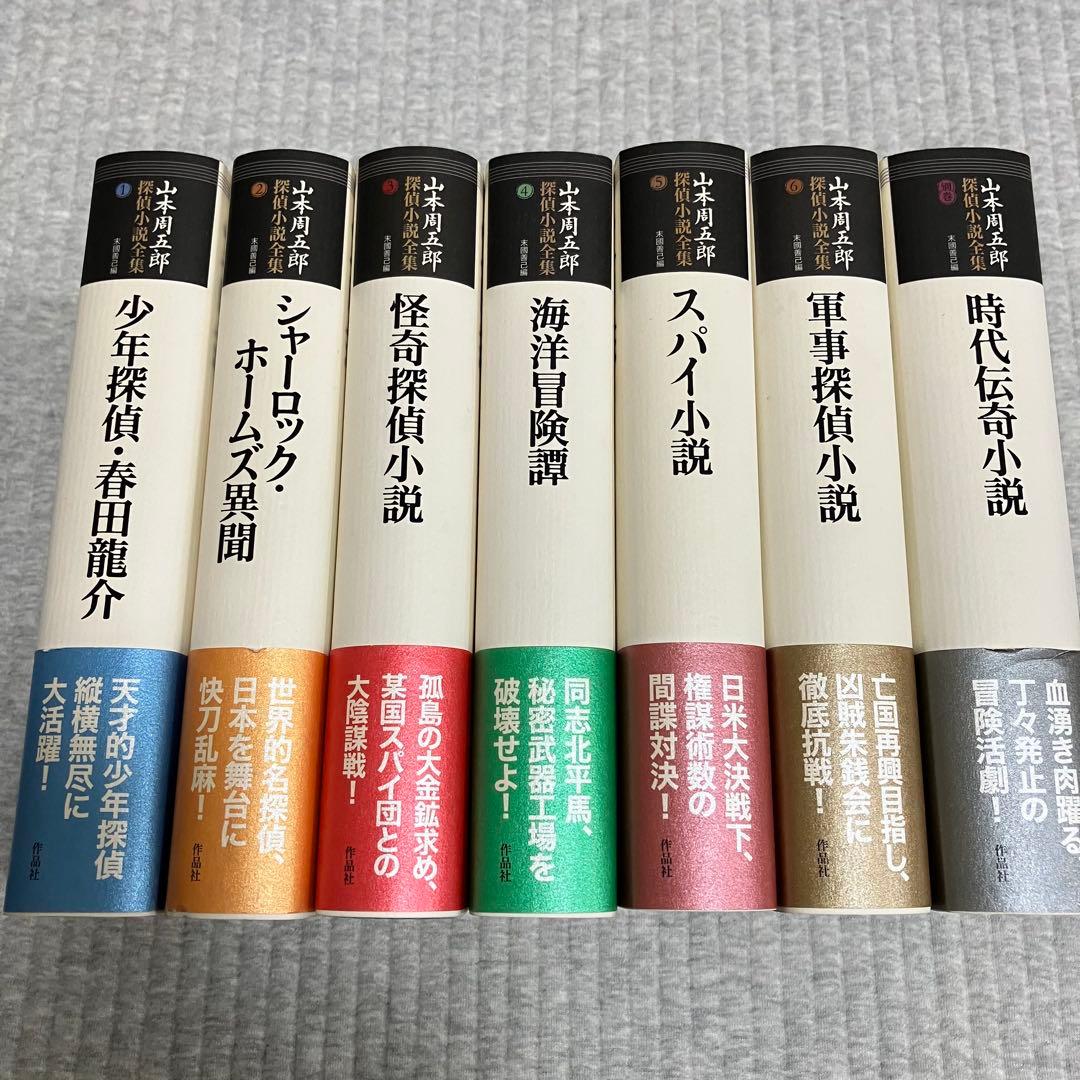 山本周五郎
探偵小説全集
1
末國善己編
少年探偵・春田龍介
天才的少年探偵
縦横無尽に
大活躍！
作品社
山本周五郎
探偵小説全集
2
末國善己編
シャーロック・
ホームズ異聞
世界的名探偵、
日本を舞台に
快刀乱麻！
作品社
山本周五郎
探偵小説全集
3
末國善己編
怪奇探偵小説
孤島の大金鉱求め、
某国スパイ団との
大陰謀戦！
作品社
山本周五郎
探偵小説全集
4
末國善己編
海洋冒険譚
同志北平馬、
秘密武器工場を
破壊せよ！
作品社
山本周五郎
探偵小説全集
5
末國善己編
スパイ小説
日米大決戦下、
権謀術数の
間諜対決！
作品社
山本周五郎
探偵小説全集
6
末國善己編
軍事探偵小説
亡国再興目指し、
凶賊朱銭会に
徹底抗戦！
作品社
山本周五郎
探偵小説全集
別巻
末國善己編
時代伝奇小説
血湧き肉躍る
丁々発止の
冒険活劇！
作品社